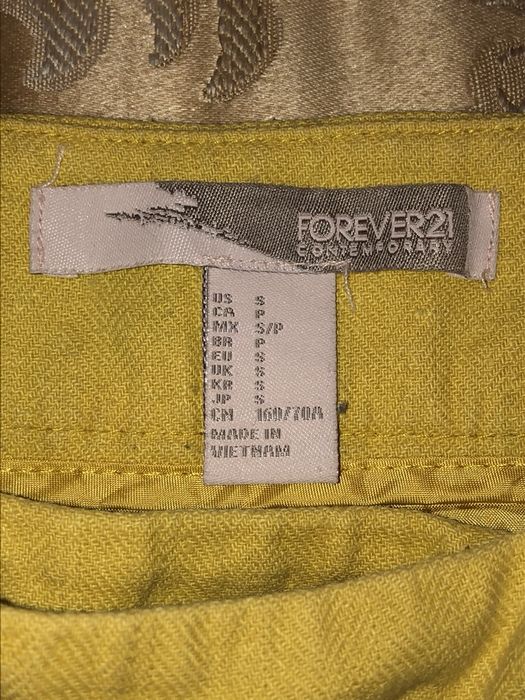 FOREVER21
CONTEMPORARY
US S
CA P
MX S/P
BR P
EU S
UK S
KR S
JP S
CN 160/70A
MADE IN
VIETNAM